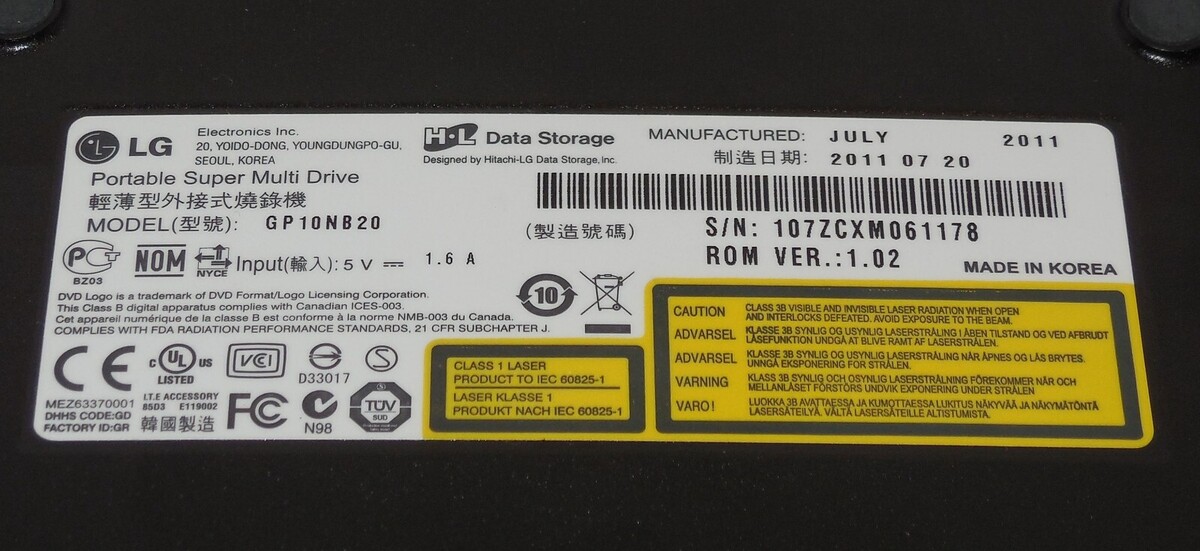 LG Electronics Inc.
20, YOIDO-DONG, YOUNGDUNGPO-GU,
SEOUL, KOREA
Portable Super Multi Drive
輕薄型外接式燒錄機
MODEL(型號): GP10NB20
H·L Data Storage
Designed by Hitachi-LG Data Storage, Inc.
MANUFACTURED: JULY 2011
制造日期: 2011 07 20
(製造號碼)
S/N: 107ZCXM061178
ROM VER.:1.02
MADE IN KOREA
BZ03
NOM
NYCE
Input(輸入): 5 V ⎓ 1.6 A
DVD Logo is a trademark of DVD Format/Logo Licensing Corporation.
This Class B digital apparatus complies with Canadian ICES-003.
Cet appareil numérique de la classe B est conforme à la norme NMB-003 du Canada.
COMPLIES WITH FDA RADIATION PERFORMANCE STANDARDS, 21 CFR SUBCHAPTER J.
10
CE
MEZ63370001
DHHS CODE:GD
FACTORY ID:GR
c UL US
LISTED
I.T.E ACCESSORY
85D3 E119002
韓國製造
VCI
FC
D33017
N98
S
TÜV
SUD
CLASS 1 LASER
PRODUCT TO IEC 60825-1
LASER KLASSE 1
PRODUKT NACH IEC 60825-1
CAUTION CLASS 3B VISIBLE AND INVISIBLE LASER RADIATION WHEN OPEN
AND INTERLOCKS DEFEATED. AVOID EXPOSURE TO THE BEAM.
ADVARSEL KLASSE 3B SYNLIG OG USYNLIG LASERSTRÅLING I ÅBEN TILSTAND OG VED AFBRUDT
LÅSEFUNKTION UNDGÅ AT BLIVE RAMT AF LASERSTRÅLEN.
ADVARSEL KLASSE 3B SYNLIG OG USYNLIG LASERSTRÅLING NÅR ÅPNES OG LÅS BRYTES.
UNNGÅ EKSPONERING FOR STRÅLEN.
VARNING KLASS 3B SYNLIG OCH OSYNLIG LASERSTRÅLNING FÖREKOMMER NÄR OCH
MELLANLÄSET FÖRSTÖRS UNDVIK EXPONERING UNDER STRÅLEN
VARO! LUOKKA 3B AVATTAESSA JA KUMOTTAESSA LUKITUS NÄKYVÄÄ JA NÄKYMÄTÖNTÄ
LASERSÄTEILYÄ. VÄLTÄ LASERSÄTEILLE ALTISTUMISTA.